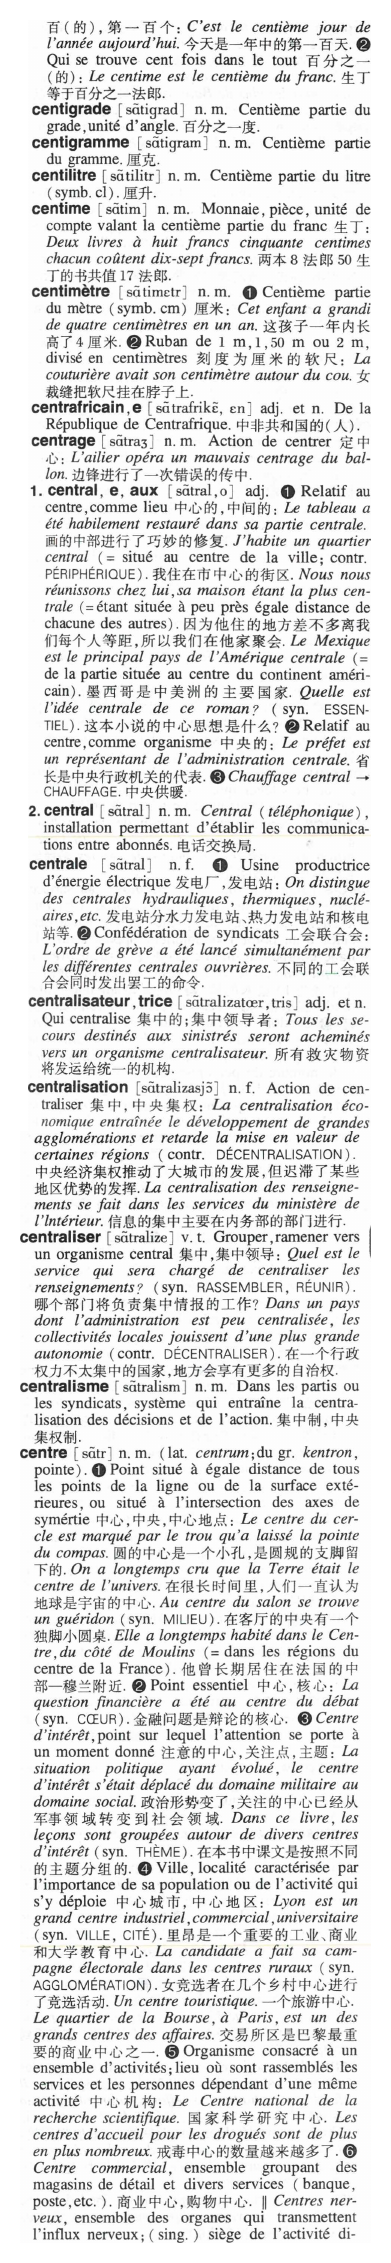 百(的), 第一百个: C'est le centième jour de
l'année aujourd'hui. 今天是一年中的第一百天. ❷
Qui se trouve cent fois dans le tout 百分之一
(的): Le centime est le centième du franc. 生丁
等于百分之一法郎.
centigrade [sɑ̃tigrad] n. m. Centième partie du
grade, unité d'angle. 百分之一度.
centigramme [sɑ̃tigram] n. m. Centième partie
du gramme. 厘克.
centilitre [sɑ̃tilitr] n. m. Centième partie du litre
(symb. cl). 厘升.
centime [sɑ̃tim] n. m. Monnaie, pièce, unité de
compte valant la centième partie du franc 生丁:
Deux livres à huit francs cinquante centimes
chacun coûtent dix-sept francs. 两本 8 法郎 50 生
丁的书共值 17 法郎.
centimètre [sɑ̃timetr] n. m. ❶ Centième partie
du mètre (symb. cm) 厘米: Cet enfant a grandi
de quatre centimètres en un an. 这孩子一年内长
高了 4 厘米. ❷ Ruban de 1 m, 1,50 m ou 2 m,
divisé en centimètres 刻度为厘米的软尺: La
couturière avait son centimètre autour du cou. 女
裁缝把软尺挂在脖子上.
centrafricain, e [sɑ̃trafrikɛ̃, ɛn] adj. et n. De la
République de Centrafrique. 中非共和国的(人).
centrage [sɑ̃traʒ] n. m. Action de centrer 定中
心: L'ailier opéra un mauvais centrage du bal-
lon. 边锋进行了一次错误的传中.
1. central, e, aux [sɑ̃tral, o] adj. ❶ Relatif au
centre, comme lieu 中心的, 中间的: Le tableau a
été habilement restauré dans sa partie centrale.
画的中部进行了巧妙的修复. J'habite un quartier
central (= situé au centre de la ville; contr.
PÉRIPHÉRIQUE). 我住在市中心的街区. Nous nous
réunissons chez lui, sa maison étant la plus cen-
trale (= étant située à peu près égale distance de
chacune des autres). 因为他住的地方差不多离我
们每个人等距, 所以我们在他家聚会. Le Mexique
est le principal pays de l'Amérique centrale (=
de la partie située au centre du continent améri-
cain). 墨西哥是中美洲的主要国家. Quelle est
l'idée centrale de ce roman? (syn. ESSEN-
TIEL). 这本小说的中心思想是什么? ❷ Relatif au
centre, comme organisme 中央的: Le préfet est
un représentant de l'administration centrale. 省
长是中央行政机关的代表. ❸ Chauffage central →
CHAUFFAGE. 中央供暖.
2. central [sɑ̃tral] n. m. Central (téléphonique),
installation permettant d'établir les communica-
tions entre abonnés. 电话交换局.
centrale [sɑ̃tral] n. f. ❶ Usine productrice
d'énergie électrique 发电厂, 发电站: On distingue
des centrales hydrauliques, thermiques, nuclé-
aires, etc. 发电站分水力发电站、热力发电站和核电
站等. ❷ Confédération de syndicats 工会联合会:
L'ordre de grève a été lancé simultanément par
les différentes centrales ouvrières. 不同的工会联
合会同时发出罢工的命令.
centralisateur, trice [sɑ̃tralizatœr, tris] adj. et n.
Qui centralise 集中的; 集中领导者: Tous les se-
cours destinés aux sinistrés seront acheminés
vers un organisme centralisateur. 所有救灾物资
将发运给统一的机构.
centralisation [sɑ̃tralizasjɔ̃] n. f. Action de cen-
traliser 集中, 中央集权: La centralisation éco-
nomique entraînée le développement de grandes
agglomérations et retarde la mise en valeur de
certaines régions (contr. DÉCENTRALISATION).
中央经济集权推动了大城市的发展, 但迟滞了某些
地区优势的发挥. La centralisation des renseigne-
ments se fait dans les services du ministère de
l'Intérieur. 信息的集中主要在内务部的部门进行.
centraliser [sɑ̃tralize] v. t. Grouper, ramener vers
un organisme central 集中, 集中领导: Quel est le
service qui sera chargé de centraliser les
renseignements? (syn. RASSEMBLER, RÉUNIR).
哪个部门将负责集中情报的工作? Dans un pays
dont l'administration est peu centralisée, les
collectivités locales jouissent d'une plus grande
autonomie (contr. DÉCENTRALISER). 在一个行政
权力不太集中的国家, 地方会享有更多的自治权.
centralisme [sɑ̃tralism] n. m. Dans les partis ou
les syndicats, système qui entraîne la centra-
lisation des décisions et de l'action. 集中制, 中央
集权制.
centre [sɑ̃tr] n. m. (lat. centrum; du gr. kentron,
pointe). ❶ Point situé à égale distance de tous
les points de la ligne ou de la surface exté-
rieures, ou situé à l'intersection des axes de
symétrie 中心, 中央, 中心地点: Le centre du cer-
cle est marqué par le trou qu'a laissé la pointe
du compas. 圆的中心是一个小孔, 是圆规的支脚留
下的. On a longtemps cru que la Terre était le
centre de l'univers. 在很长时间里, 人们一直认为
地球是宇宙的中心. Au centre du salon se trouve
un guéridon (syn. MILIEU). 在客厅的中央有一个
独脚小圆桌. Elle a longtemps habité dans le Cen-
tre, du côté de Moulins (= dans les régions du
centre de la France). 他曾长期居住在法国的中
部—穆兰附近. ❷ Point essentiel 中心, 核心: La
question financière a été au centre du débat
(syn. CŒUR). 金融问题是辩论的核心. ❸ Centre
d'intérêt, point sur lequel l'attention se porte à
un moment donné 注意的中心, 关注点, 主题: La
situation politique ayant évolué, le centre
d'intérêt s'était déplacé du domaine militaire au
domaine social. 政治形势变了, 关注的中心已经从
军事领域转变到社会领域. Dans ce livre, les
leçons sont groupées autour de divers centres
d'intérêt (syn. THÈME). 在本书中课文是按照不同
的主题分组的. ❹ Ville, localité caractérisée par
l'importance de sa population ou de l'activité qui
s'y déploie 中心城市, 中心地区: Lyon est un
grand centre industriel, commercial, universitaire
(syn. VILLE, CITÉ). 里昂是一个重要的工业、商业
和大学教育中心. La candidate a fait sa cam-
pagne électorale dans les centres ruraux (syn.
AGGLOMÉRATION). 女竞选者在几个乡村中心进行
了竞选活动. Un centre touristique. 一个旅游中心.
Le quartier de la Bourse, à Paris, est un des
grands centres des affaires. 交易所区是巴黎最重
要的商业中心之一. ❺ Organisme consacré à un
ensemble d'activités; lieu où sont rassemblés les
services et les personnes dépendant d'une même
activité 中心机构: Le Centre national de la
recherche scientifique. 国家科学研究中心. Les
centres d'accueil pour les drogués sont de plus
en plus nombreux. 戒毒中心的数量越来越多了. ❻
Centre commercial, ensemble groupant des
magasins de détail et divers services (banque,
poste, etc.). 商业中心, 购物中心. ‖ Centres ner-
veux, ensemble des organes qui transmettent
l'influx nerveux; (sing.) siège de l'activité di-